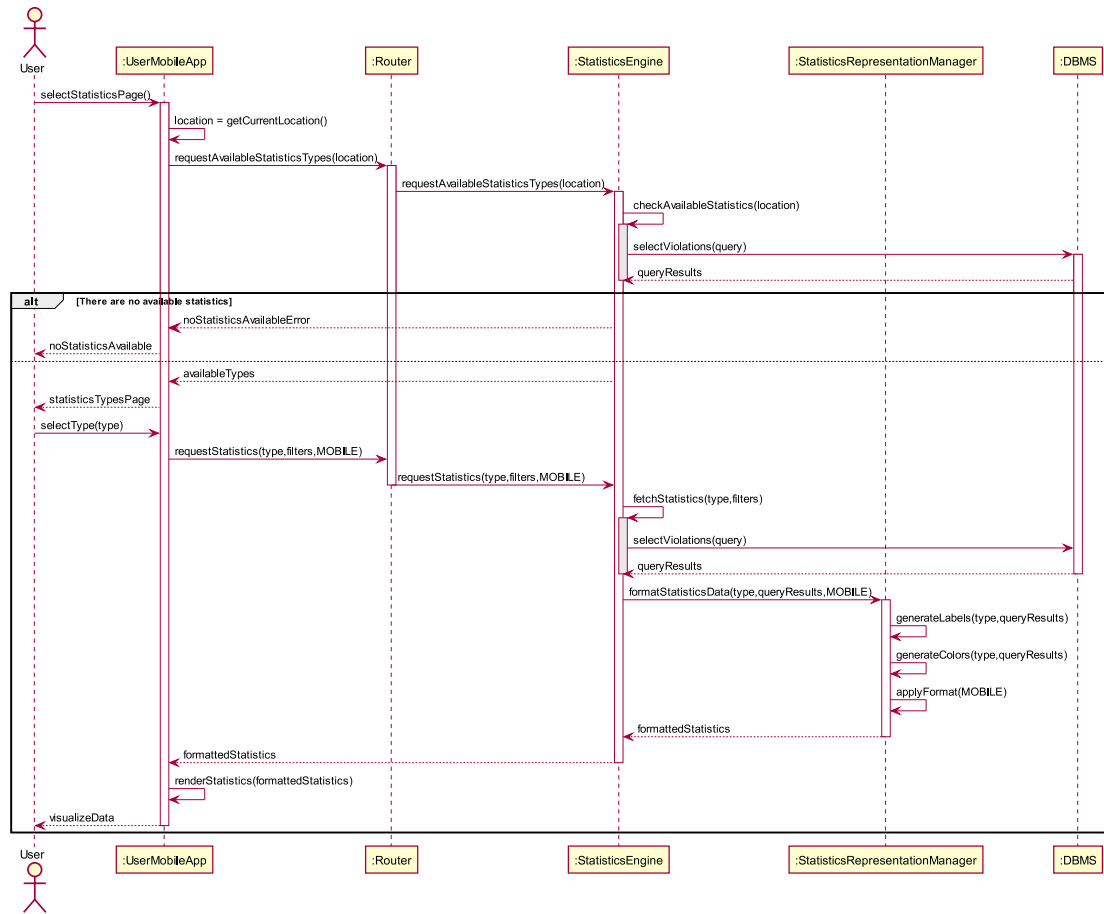 User
:UserMobileApp
:Router
:StatisticsEngine
:StatisticsRepresentationManager
:DBMS
selectStatisticsPage()
location = getCurrentLocation()
requestAvailableStatisticsTypes(location)
requestAvailableStatisticsTypes(location)
checkAvailableStatistics(location)
selectViolations(query)
queryResults
alt
[There are no available statistics]
noStatisticsAvailableError
noStatisticsAvailable
availableTypes
statisticsTypesPage
selectType(type)
requestStatistics(type,filters,MOBILE)
requestStatistics(type,filters,MOBILE)
fetchStatistics(type,filters)
selectViolations(query)
queryResults
formatStatisticsData(type,queryResults,MOBILE)
generateLabels(type,queryResults)
generateColors(type,queryResults)
applyFormat(MOBILE)
formattedStatistics
formattedStatistics
renderStatistics(formattedStatistics)
visualizeData
User
:UserMobileApp
:Router
:StatisticsEngine
:StatisticsRepresentationManager
:DBMS